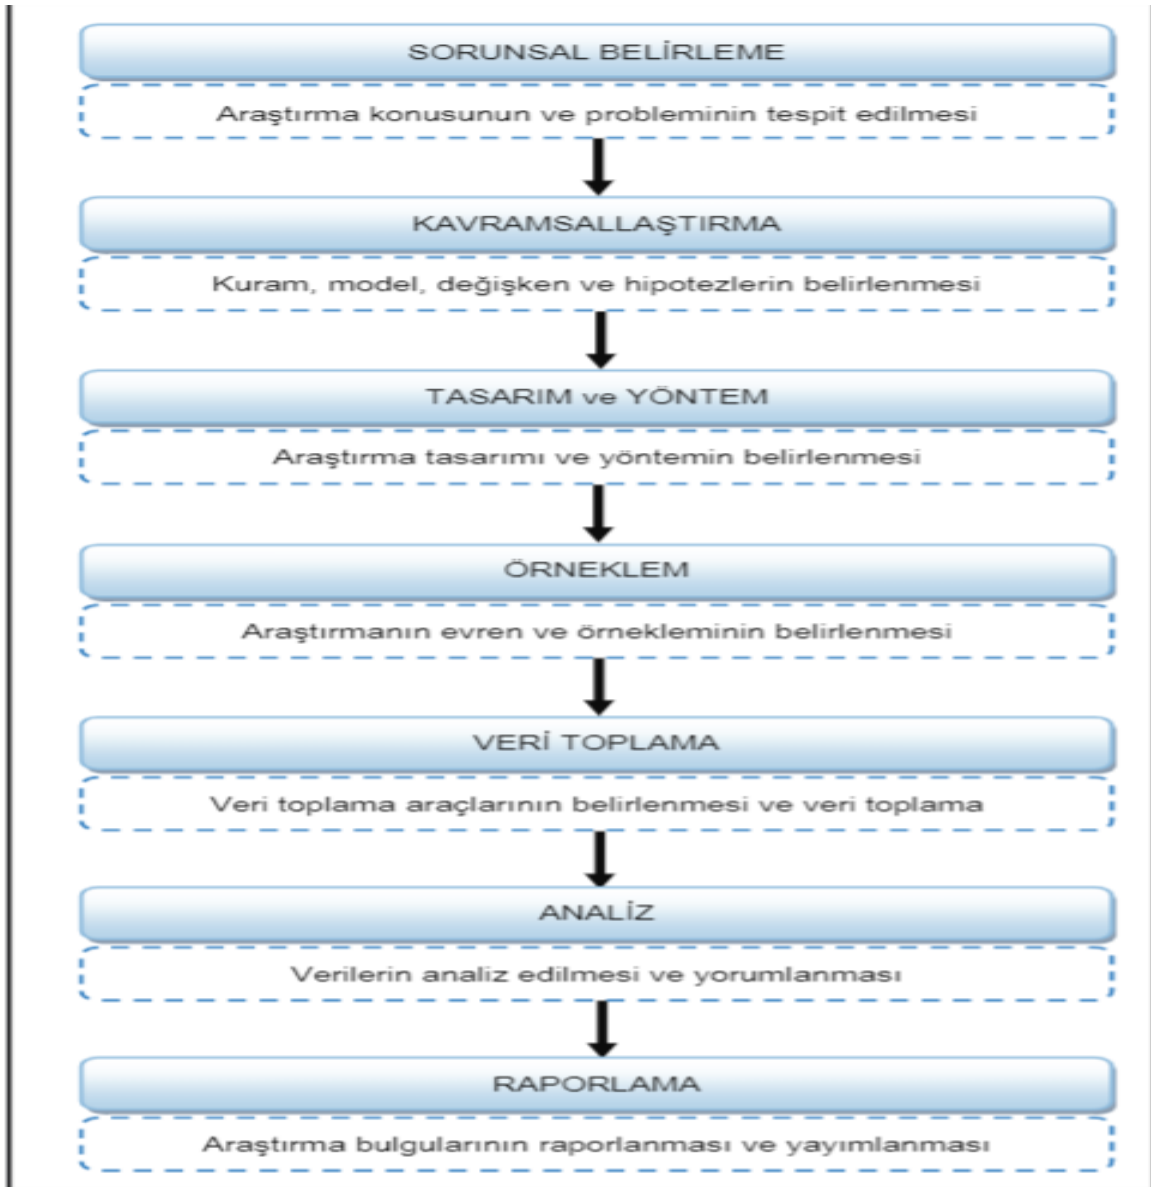 SORUNSAL BELİRLEME
Araştırma konusunun ve probleminin tespit edilmesi
KAVRAMSALLAŞTIRMA
Kuram, model, değişken ve hipotezlerin belirlenmesi
TASARIM ve YÖNTEM
Araştırma tasarımı ve yöntemin belirlenmesi
ÖRNEKLEM
Araştırmanın evren ve örnekleminin belirlenmesi
VERİ TOPLAMA
Veri toplama araçlarının belirlenmesi ve veri toplama
ANALİZ
Verilerin analiz edilmesi ve yorumlanması
RAPORLAMA
Araştırma bulgularının raporlanması ve yayımlanması